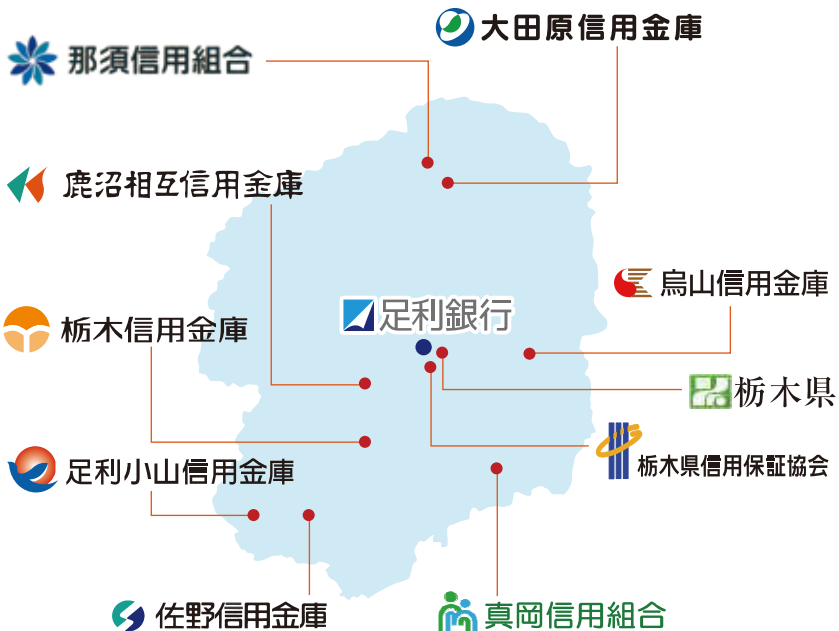 大田原信用金庫
那須信用組合
鹿沼相互信用金庫
烏山信用金庫
足利銀行
栃木信用金庫
栃木県
足利小山信用金庫
栃木県信用保証協会
佐野信用金庫
真岡信用組合